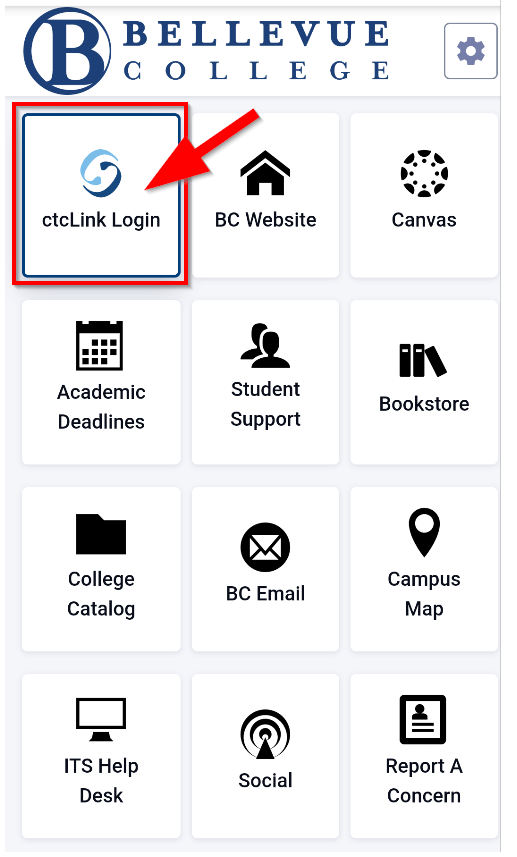 B BELLEVUE
COLLEGE
ctcLink Login
BC Website
Canvas
Academic
Deadlines
Student
Support
Bookstore
College
Catalog
BC Email
Campus
Map
ITS Help
Desk
Social
Report A
Concern